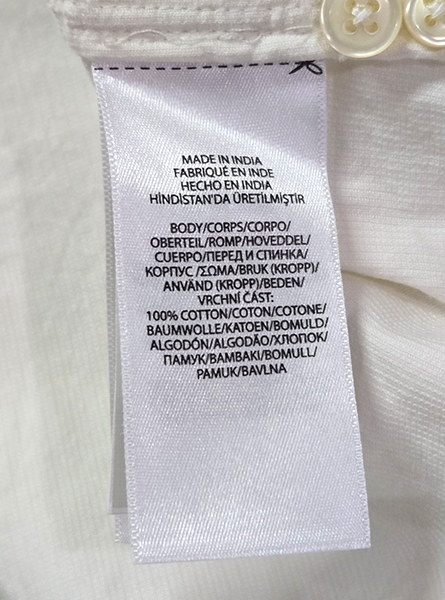 MADE IN INDIA
FABRIQUÉ EN INDE
HECHO EN INDIA
HİNDİSTAN'DA ÜRETİLMİŞTİR
BODY/CORPS/CORPO/
OBERTEIL/ROMP/HOVEDDEL/
CUERPO/ПЕРЕД И СПИНКА/
КОРПУС /ΣΩΜΑ/BRUK (KROPP)/
ANVÄND (KROPP)/BEDEN/
VRCHNÍ ČÁST:
100% COTTON/COTON/COTONE/
BAUMWOLLE/KATOEN/BOMULD/
ALGODÓN/ALGODÃO/ХЛОПОК/
ПАМУК/ΒΑΜΒΑΚΙ/BOMULL/
PAMUK/BAVLNA